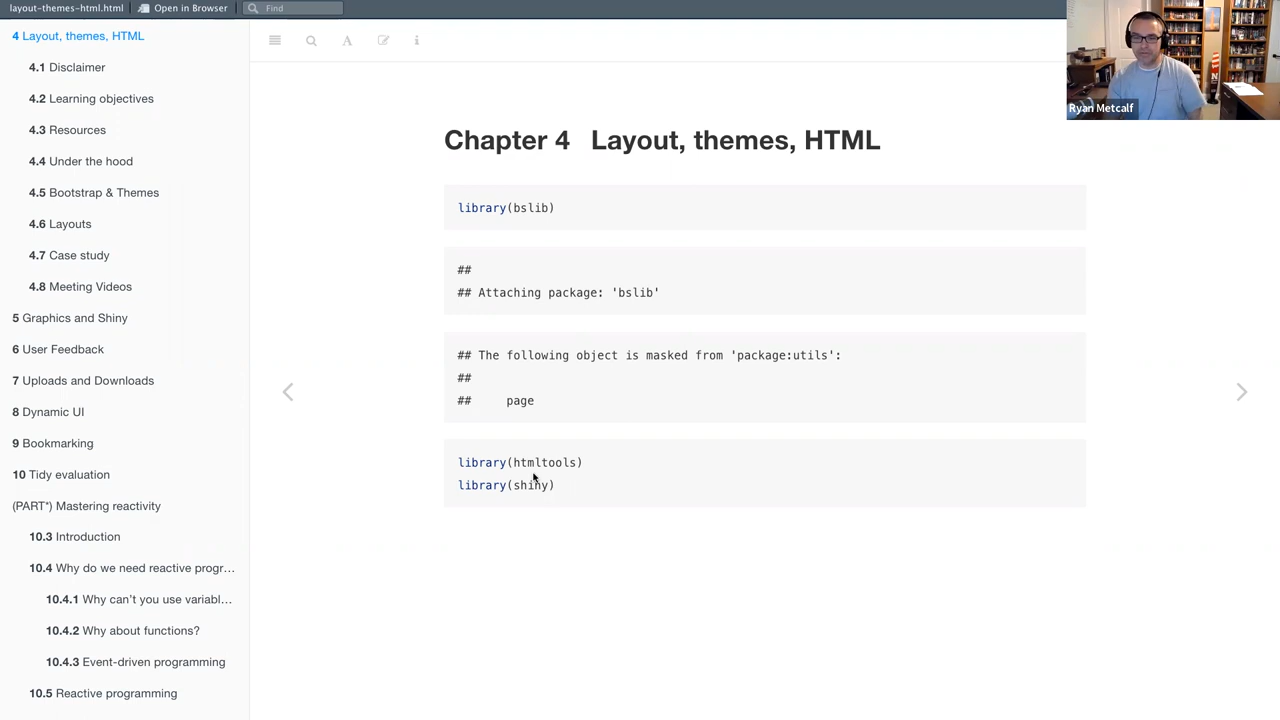 layout-themes-html.html Open in Browser Find
4 Layout, themes, HTML
4.1 Disclaimer
4.2 Learning objectives
4.3 Resources
4.4 Under the hood
4.5 Bootstrap & Themes
4.6 Layouts
4.7 Case study
4.8 Meeting Videos
5 Graphics and Shiny
6 User Feedback
7 Uploads and Downloads
8 Dynamic UI
9 Bookmarking
10 Tidy evaluation
(PART*) Mastering reactivity
10.3 Introduction
10.4 Why do we need reactive progr…
10.4.1 Why can't you use variabl…
10.4.2 Why about functions?
10.4.3 Event-driven programming
10.5 Reactive programming
Chapter 4 Layout, themes, HTML
library(bslib)
##
## Attaching package: 'bslib'
## The following object is masked from 'package:utils':
##
## page
library(htmltools)
library(shiny)
Ryan Metcalf